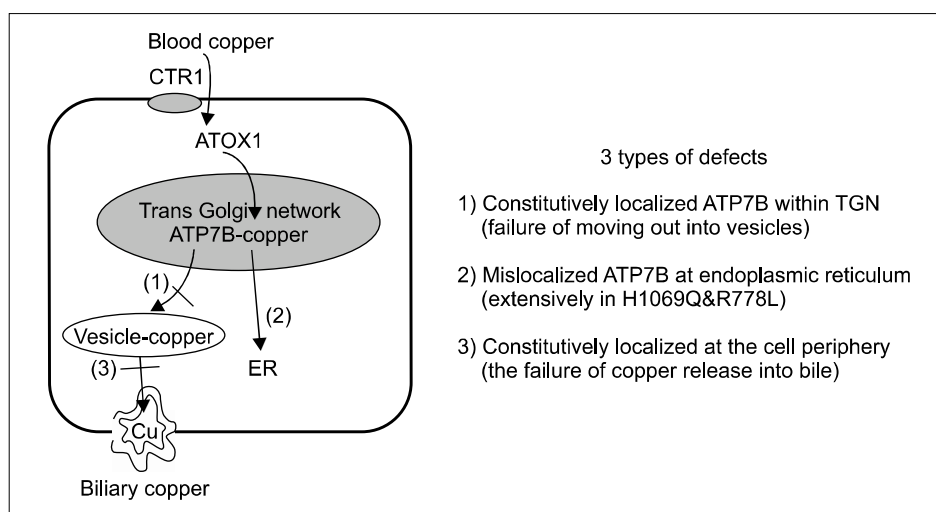 Blood copper
CTR1
ATOX1
Trans Golgi network
ATP7B-copper
(1)
(2)
Vesicle-copper
(3)
ER
Cu
Biliary copper
3 types of defects
1) Constitutively localized ATP7B within TGN
(failure of moving out into vesicles)
2) Mislocalized ATP7B at endoplasmic reticulum
(extensively in H1069Q&R778L)
3) Constitutively localized at the cell periphery
(the failure of copper release into bile)